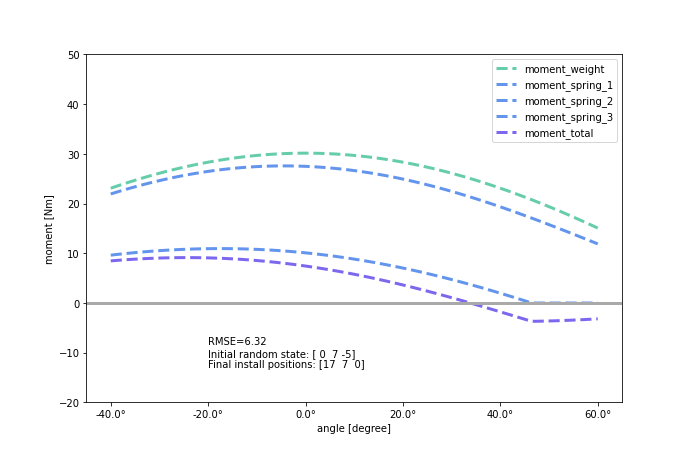 50
40
30
20
10
0
−10
−20
moment [Nm]
moment_weight
moment_spring_1
moment_spring_2
moment_spring_3
moment_total
RMSE=6.32
Initial random state: [ 0  7 -5]
Final install positions: [17  7  0]
-40.0° -20.0° 0.0° 20.0° 40.0° 60.0°
angle [degree]